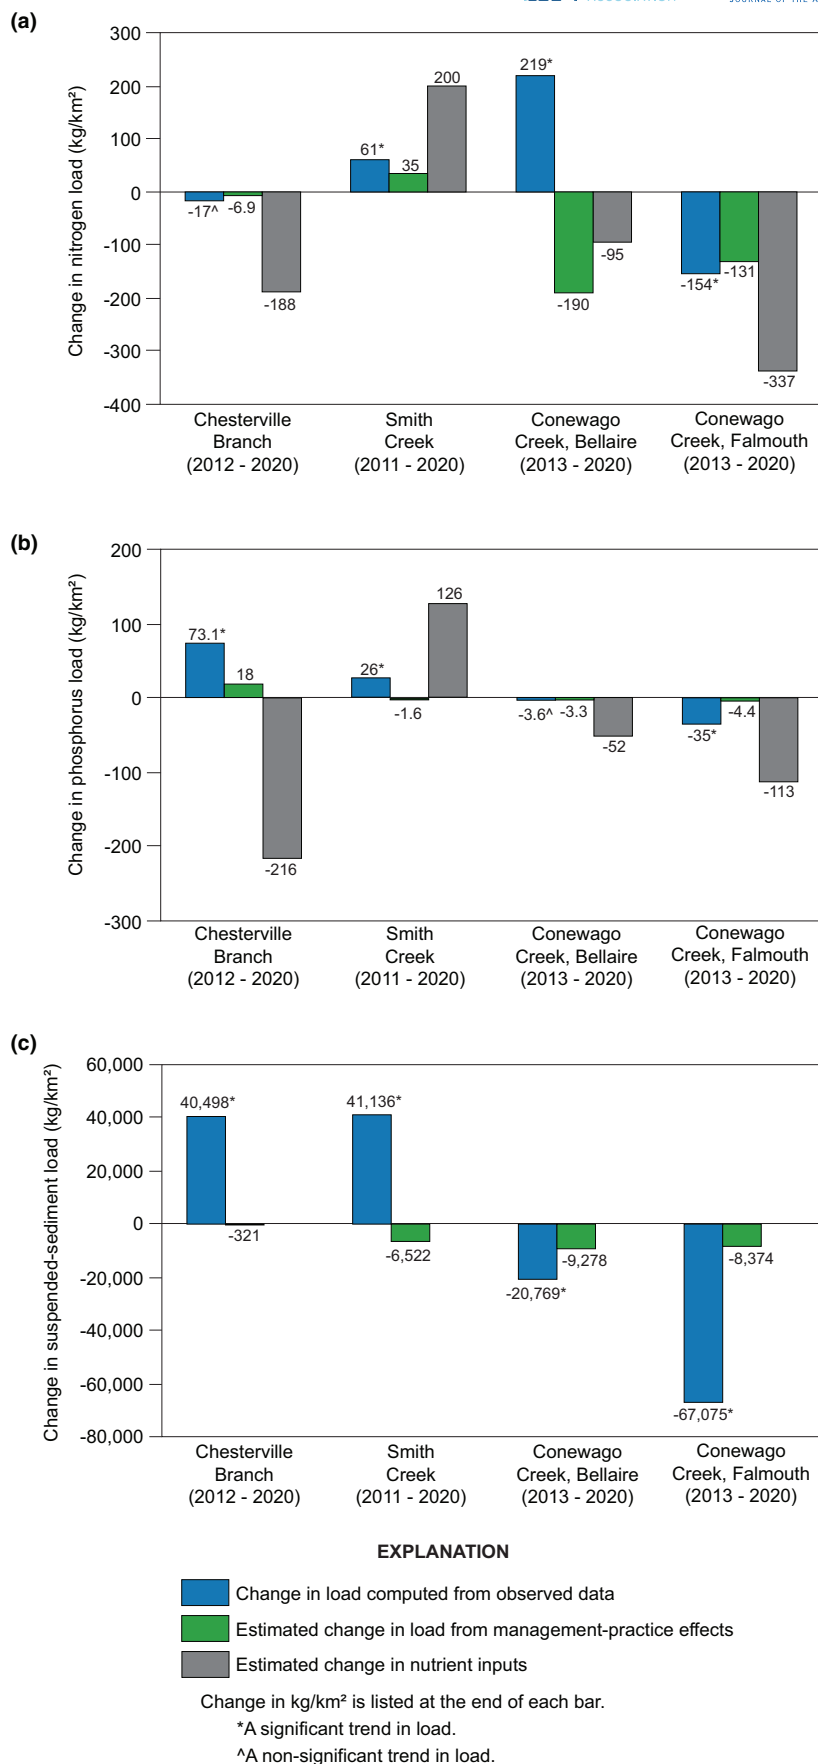 JOURNAL OF THE A
(a)
Change in nitrogen load (kg/km²)
300
200
100
0
-100
-200
-300
-400
-17^
-6.9
-188
61*
35
200
219*
-190
-95
-154*
-131
-337
Chesterville
Branch
(2012 - 2020)
Smith
Creek
(2011 - 2020)
Conewago
Creek, Bellaire
(2013 - 2020)
Conewago
Creek, Falmouth
(2013 - 2020)
(b)
Change in phosphorus load (kg/km²)
200
100
0
-100
-200
-300
73.1*
18
-216
26*
-1.6
126
-3.6^
-3.3
-52
-35*
-4.4
-113
Chesterville
Branch
(2012 - 2020)
Smith
Creek
(2011 - 2020)
Conewago
Creek, Bellaire
(2013 - 2020)
Conewago
Creek, Falmouth
(2013 - 2020)
(c)
Change in suspended-sediment load (kg/km²)
60,000
40,000
20,000
0
-20,000
-40,000
-60,000
-80,000
40,498*
-321
41,136*
-6,522
-20,769*
-9,278
-67,075*
-8,374
Chesterville
Branch
(2012 - 2020)
Smith
Creek
(2011 - 2020)
Conewago
Creek, Bellaire
(2013 - 2020)
Conewago
Creek, Falmouth
(2013 - 2020)
EXPLANATION
Change in load computed from observed data
Estimated change in load from management-practice effects
Estimated change in nutrient inputs
Change in kg/km² is listed at the end of each bar.
*A significant trend in load.
^A non-significant trend in load.